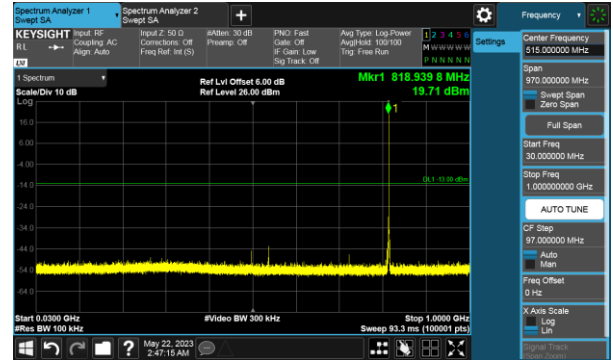 Spectrum Analyzer 1
Swept SA
Spectrum Analyzer 2
Swept SA
+
Frequency
KEYSIGHT
RL
Input: RF
Coupling: AC
Align: Auto
Input Z: 50 Ω
Corrections: Off
Freq Ref: Int (S)
#Atten: 30 dB
Preamp: Off
PNO: Fast
Gate: Off
IF Gain: Low
Sig Track: Off
Avg Type: Log-Power
Avg|Hold: 100/100
Trig: Free Run
1 2 3 4 5 6
M W W W W W
P N N N N N
LW
1 Spectrum
Scale/Div 10 dB
Ref Lvl Offset 6.00 dB
Ref Level 26.00 dBm
Mkr1 818.939 8 MHz
19.71 dBm
Log
1
16.0
6.00
-4.00
-14.0
DL1 -13.00 dBm
-24.0
-34.0
-44.0
-54.0
-64.0
Start 0.0300 GHz
#Res BW 100 kHz
#Video BW 300 kHz
Stop 1.0000 GHz
Sweep 93.3 ms (100001 pts)
?
May 22, 2023
2:47:15 AM
Settings
Center Frequency
515.000000 MHz
Span
970.000000 MHz
Swept Span
Zero Span
Full Span
Start Freq
30.000000 MHz
Stop Freq
1.000000000 GHz
AUTO TUNE
CF Step
97.000000 MHz
Auto
Man
Freq Offset
0 Hz
X Axis Scale
Log
Lin
Signal Track
(Span Zoom)